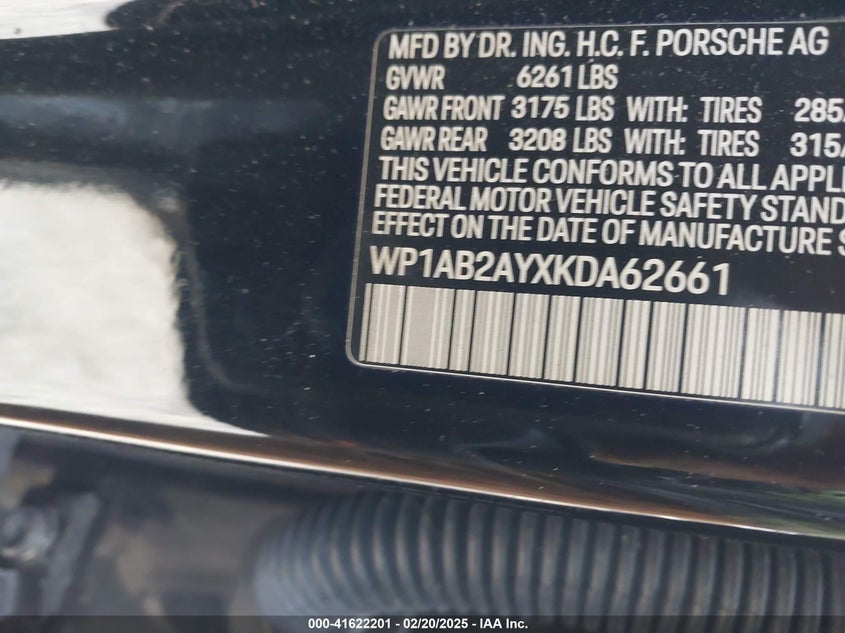 MFD BY DR. ING. H.C. F. PORSCHE AG
GVWR 6261 LBS
GAWR FRONT 3175 LBS WITH: TIRES 285
GAWR REAR 3208 LBS WITH: TIRES 315
THIS VEHICLE CONFORMS TO ALL APPL
FEDERAL MOTOR VEHICLE SAFETY STAND
EFFECT ON THE DATE OF MANUFACTURE S
WP1AB2AYXKDA62661
000-41622201 - 02/20/2025 - IAA Inc.